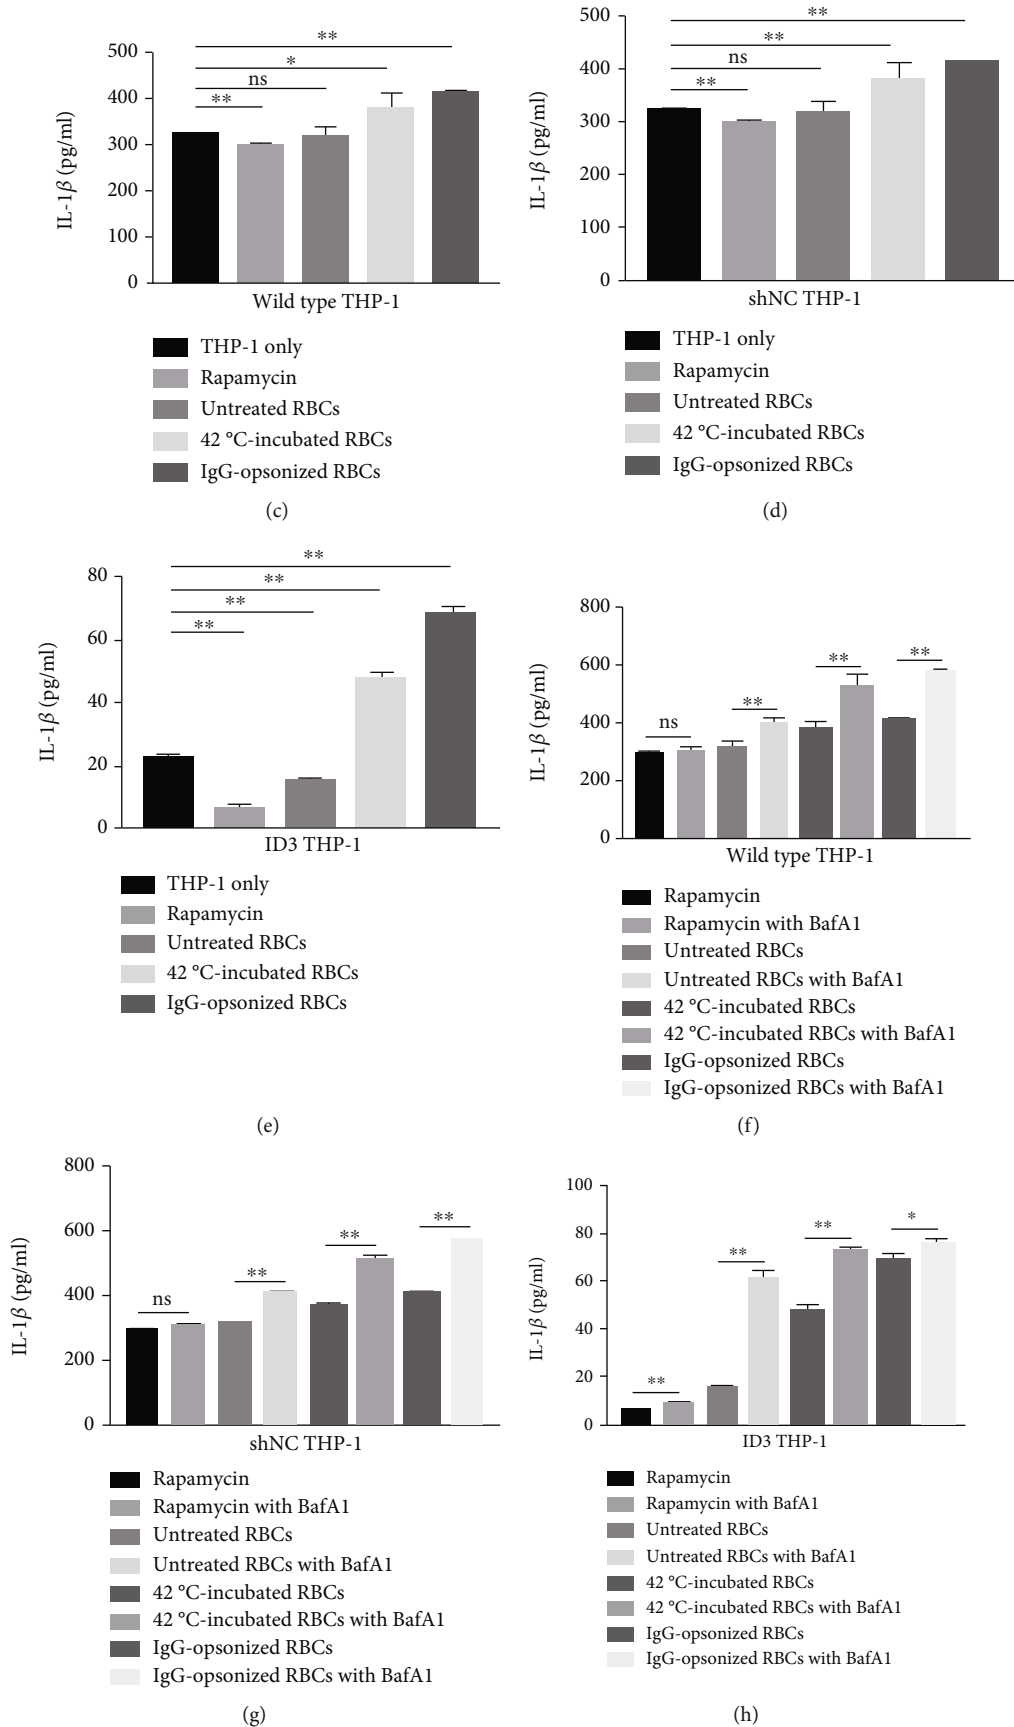 **
*
ns
**
500
400
300
200
100
0
IL-1β (pg/ml)
Wild type THP-1
THP-1 only
Rapamycin
Untreated RBCs
42 °C-incubated RBCs
IgG-opsonized RBCs
(c)
**
**
ns
**
500
400
300
200
100
0
IL-1β (pg/ml)
shNC THP-1
THP-1 only
Rapamycin
Untreated RBCs
42 °C-incubated RBCs
IgG-opsonized RBCs
(d)
**
**
**
**
80
60
40
20
0
IL-1β (pg/ml)
ID3 THP-1
THP-1 only
Rapamycin
Untreated RBCs
42 °C-incubated RBCs
IgG-opsonized RBCs
(e)
800
600
400
200
0
IL-1β (pg/ml)
ns
**
**
**
Wild type THP-1
Rapamycin
Rapamycin with BafA1
Untreated RBCs
Untreated RBCs with BafA1
42 °C-incubated RBCs
42 °C-incubated RBCs with BafA1
IgG-opsonized RBCs
IgG-opsonized RBCs with BafA1
(f)
800
600
400
200
0
IL-1β (pg/ml)
ns
**
**
**
shNC THP-1
Rapamycin
Rapamycin with BafA1
Untreated RBCs
Untreated RBCs with BafA1
42 °C-incubated RBCs
42 °C-incubated RBCs with BafA1
IgG-opsonized RBCs
IgG-opsonized RBCs with BafA1
(g)
100
80
60
40
20
0
IL-1β (pg/ml)
**
**
**
*
ID3 THP-1
Rapamycin
Rapamycin with BafA1
Untreated RBCs
Untreated RBCs with BafA1
42 °C-incubated RBCs
42 °C-incubated RBCs with BafA1
IgG-opsonized RBCs
IgG-opsonized RBCs with BafA1
(h)